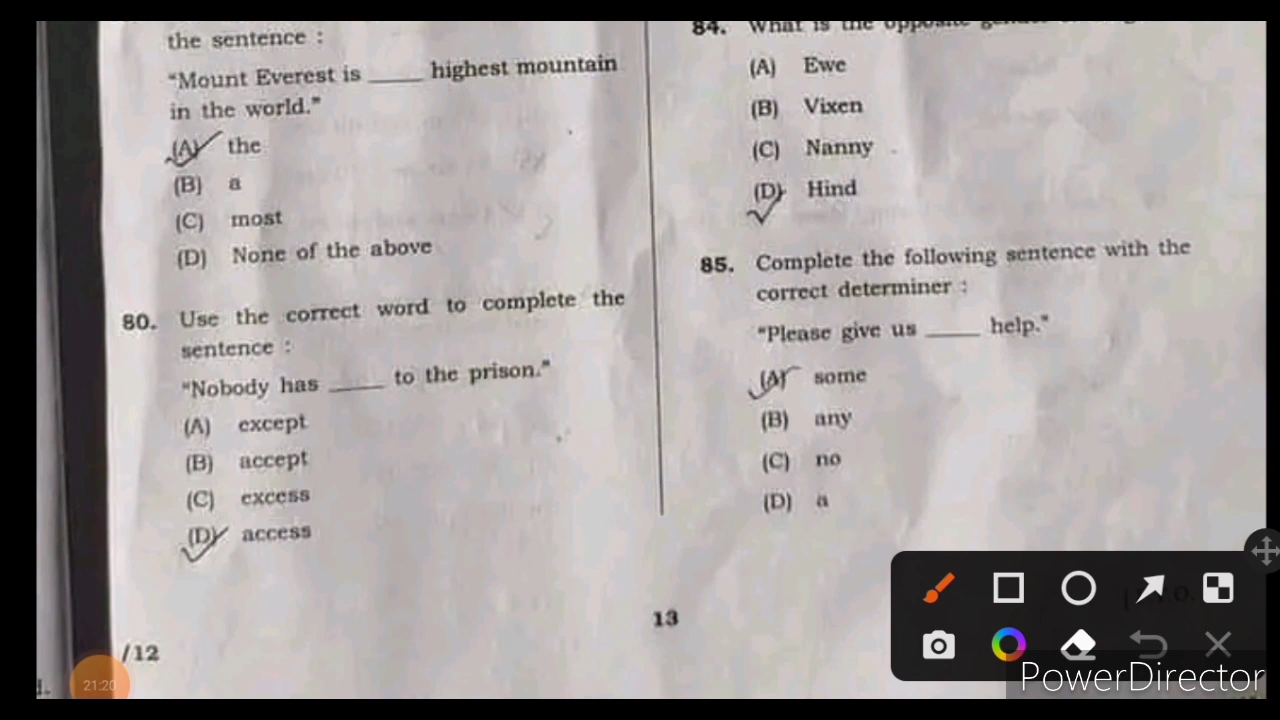 the sentence :
"Mount Everest is ____ highest mountain
in the world."
(A) the
(B) a
(C) most
(D) None of the above
80. Use the correct word to complete the
sentence :
"Nobody has ____ to the prison."
(A) except
(B) accept
(C) excess
(D) access
/12
21:20
13
84. What is the opposite gender
(A) Ewe
(B) Vixen
(C) Nanny
(D) Hind
85. Complete the following sentence with the
correct determiner :
"Please give us ____ help."
(A) some
(B) any
(C) no
(D) a
PowerDirector